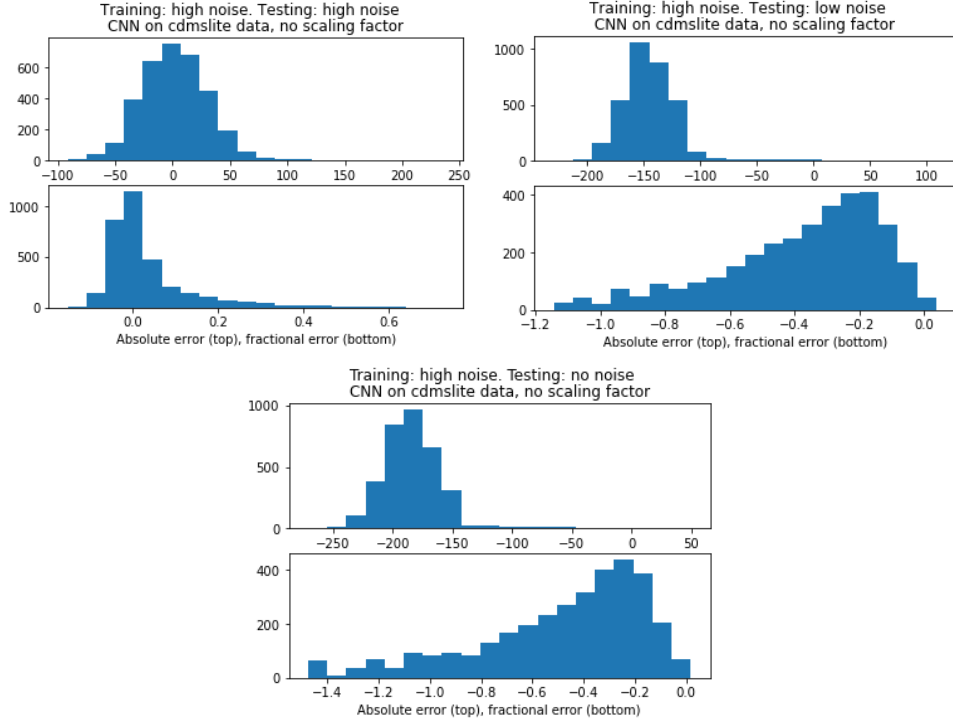 Training: high noise. Testing: high noise
CNN on cdmslite data, no scaling factor
600
400
200
0
−100 −50 0 50 100 150 200 250
1000
500
0
0.0 0.2 0.4 0.6
Absolute error (top), fractional error (bottom)
Training: high noise. Testing: low noise
CNN on cdmslite data, no scaling factor
1000
500
0
−200 −150 −100 −50 0 50 100
400
200
0
−1.2 −1.0 −0.8 −0.6 −0.4 −0.2 0.0
Absolute error (top), fractional error (bottom)
Training: high noise. Testing: no noise
CNN on cdmslite data, no scaling factor
1000
500
0
−250 −200 −150 −100 −50 0 50
400
200
0
−1.4 −1.2 −1.0 −0.8 −0.6 −0.4 −0.2 0.0
Absolute error (top), fractional error (bottom)